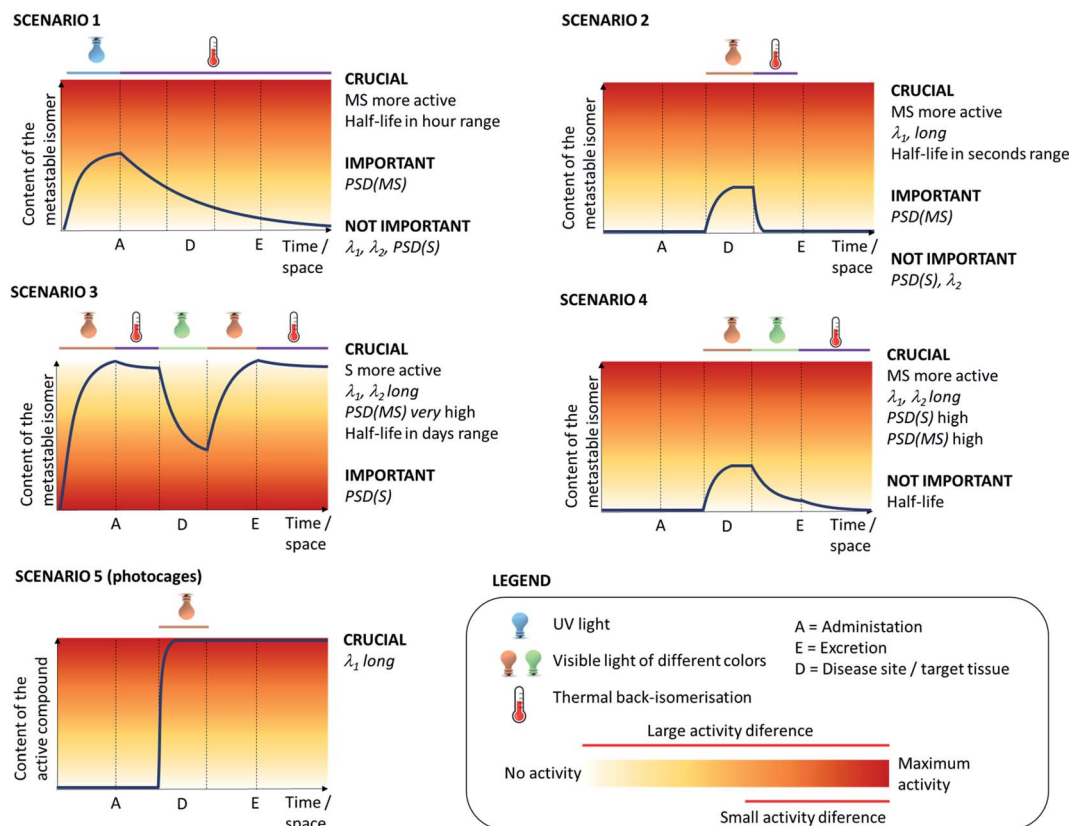 SCENARIO 1
Content of the
metastable isomer
A
D
E
Time /
space
CRUCIAL
MS more active
Half-life in hour range
IMPORTANT
PSD(MS)
NOT IMPORTANT
λ1, λ2, PSD(S)
SCENARIO 2
Content of the
metastable isomer
A
D
E
Time /
space
CRUCIAL
MS more active
λ1, long
Half-life in seconds range
IMPORTANT
PSD(MS)
NOT IMPORTANT
PSD(S), λ2
SCENARIO 3
Content of the
metastable isomer
A
D
E
Time /
space
CRUCIAL
S more active
λ1, λ2 long
PSD(MS) very high
Half-life in days range
IMPORTANT
PSD(S)
SCENARIO 4
Content of the
metastable isomer
A
D
E
Time /
space
CRUCIAL
MS more active
λ1, λ2 long
PSD(S) high
PSD(MS) high
NOT IMPORTANT
Half-life
SCENARIO 5 (photocages)
Content of the
active compound
A
D
E
Time /
space
CRUCIAL
λ1 long
LEGEND
UV light
Visible light of different colors
Thermal back-isomerisation
A = Administation
E = Excretion
D = Disease site / target tissue
Large activity diference
No activity
Maximum
activity
Small activity diference